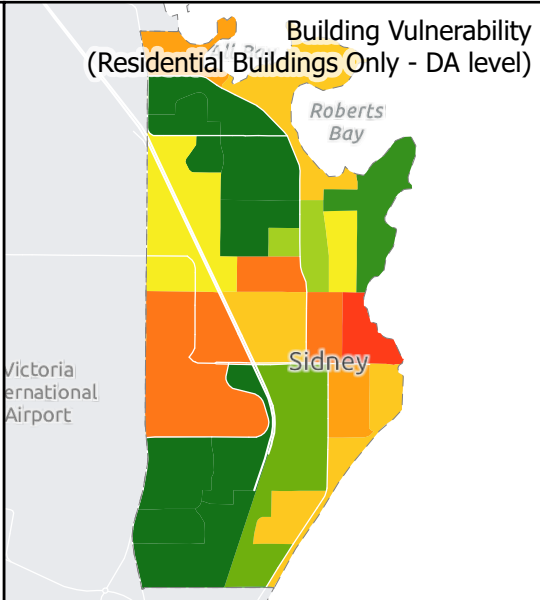 Building Vulnerability
(Residential Buildings Only - DA level)
Roberts
Bay
Sidney
Victoria
ernational
Airport